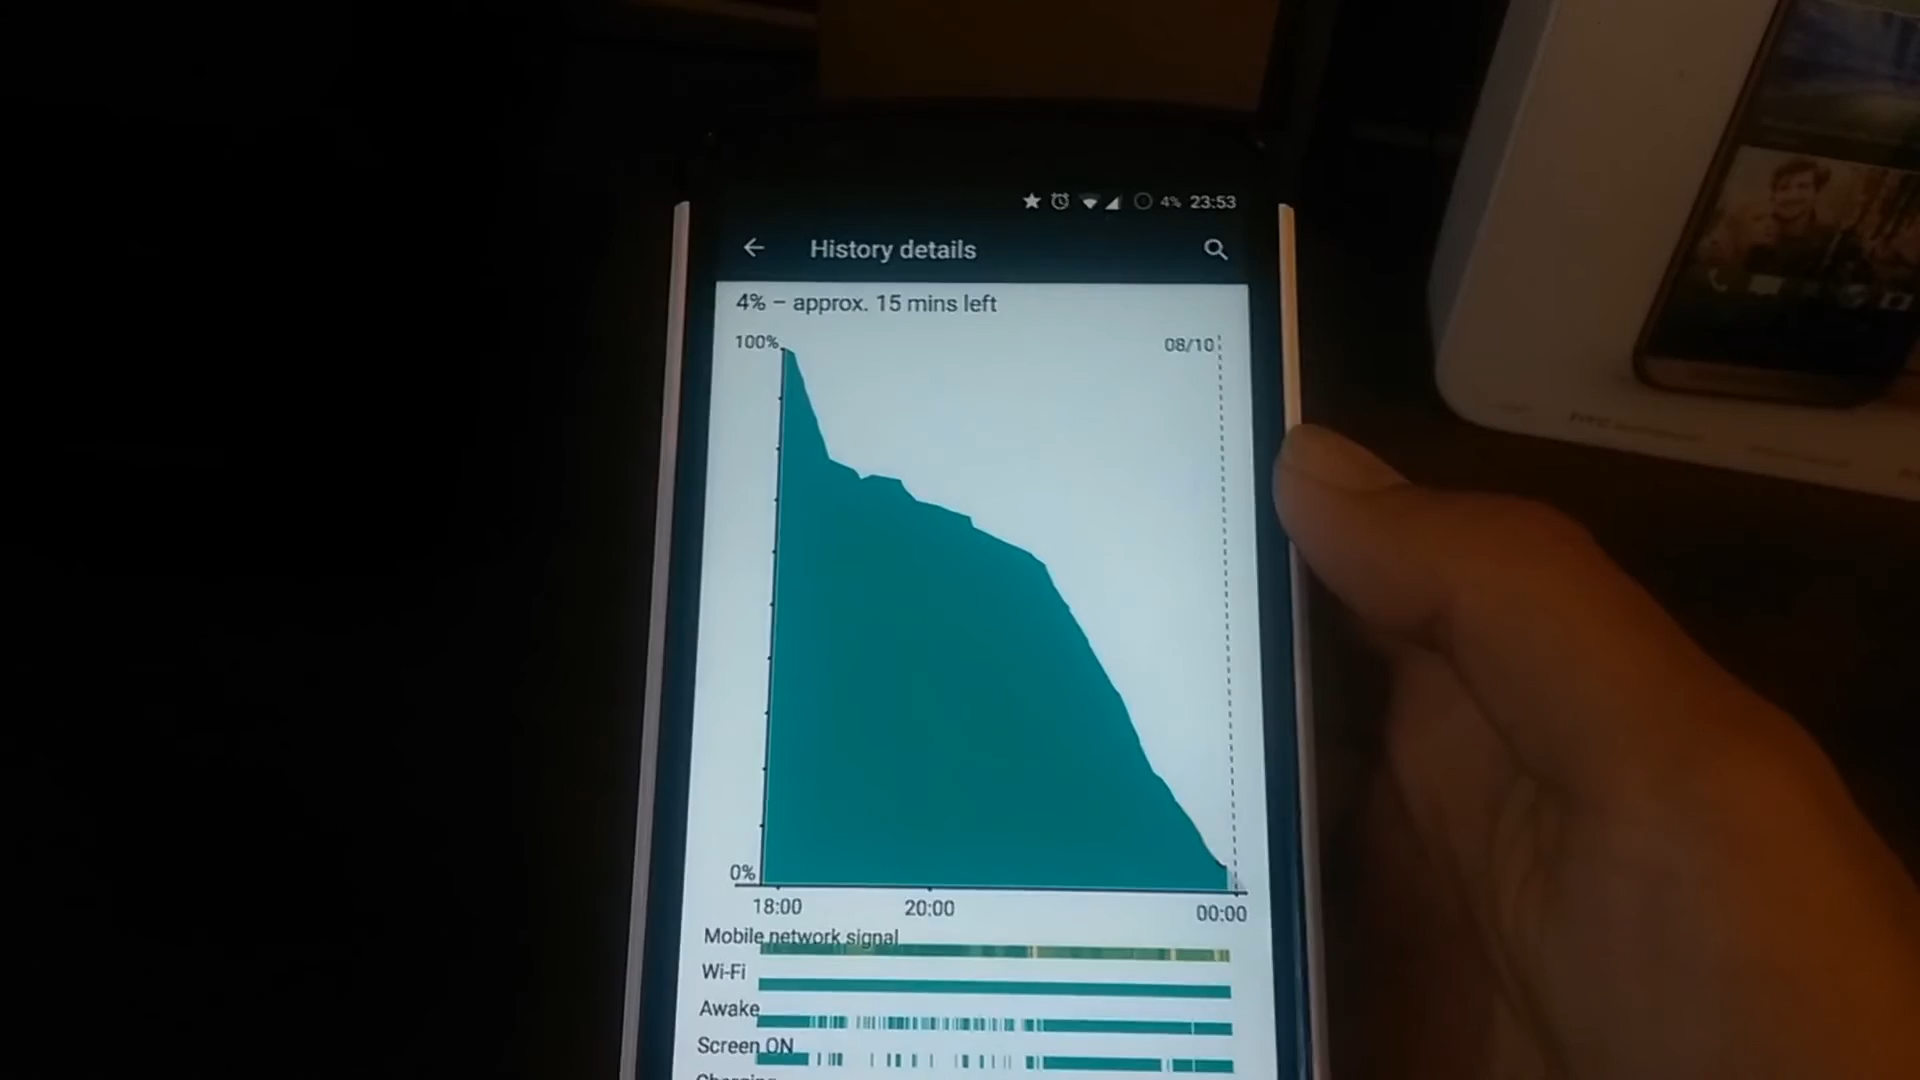 4% 23:53
History details
4% – approx. 15 mins left
100%
08/10
0%
18:00 20:00 00:00
Mobile network signal
Wi-Fi
Awake
Screen ON